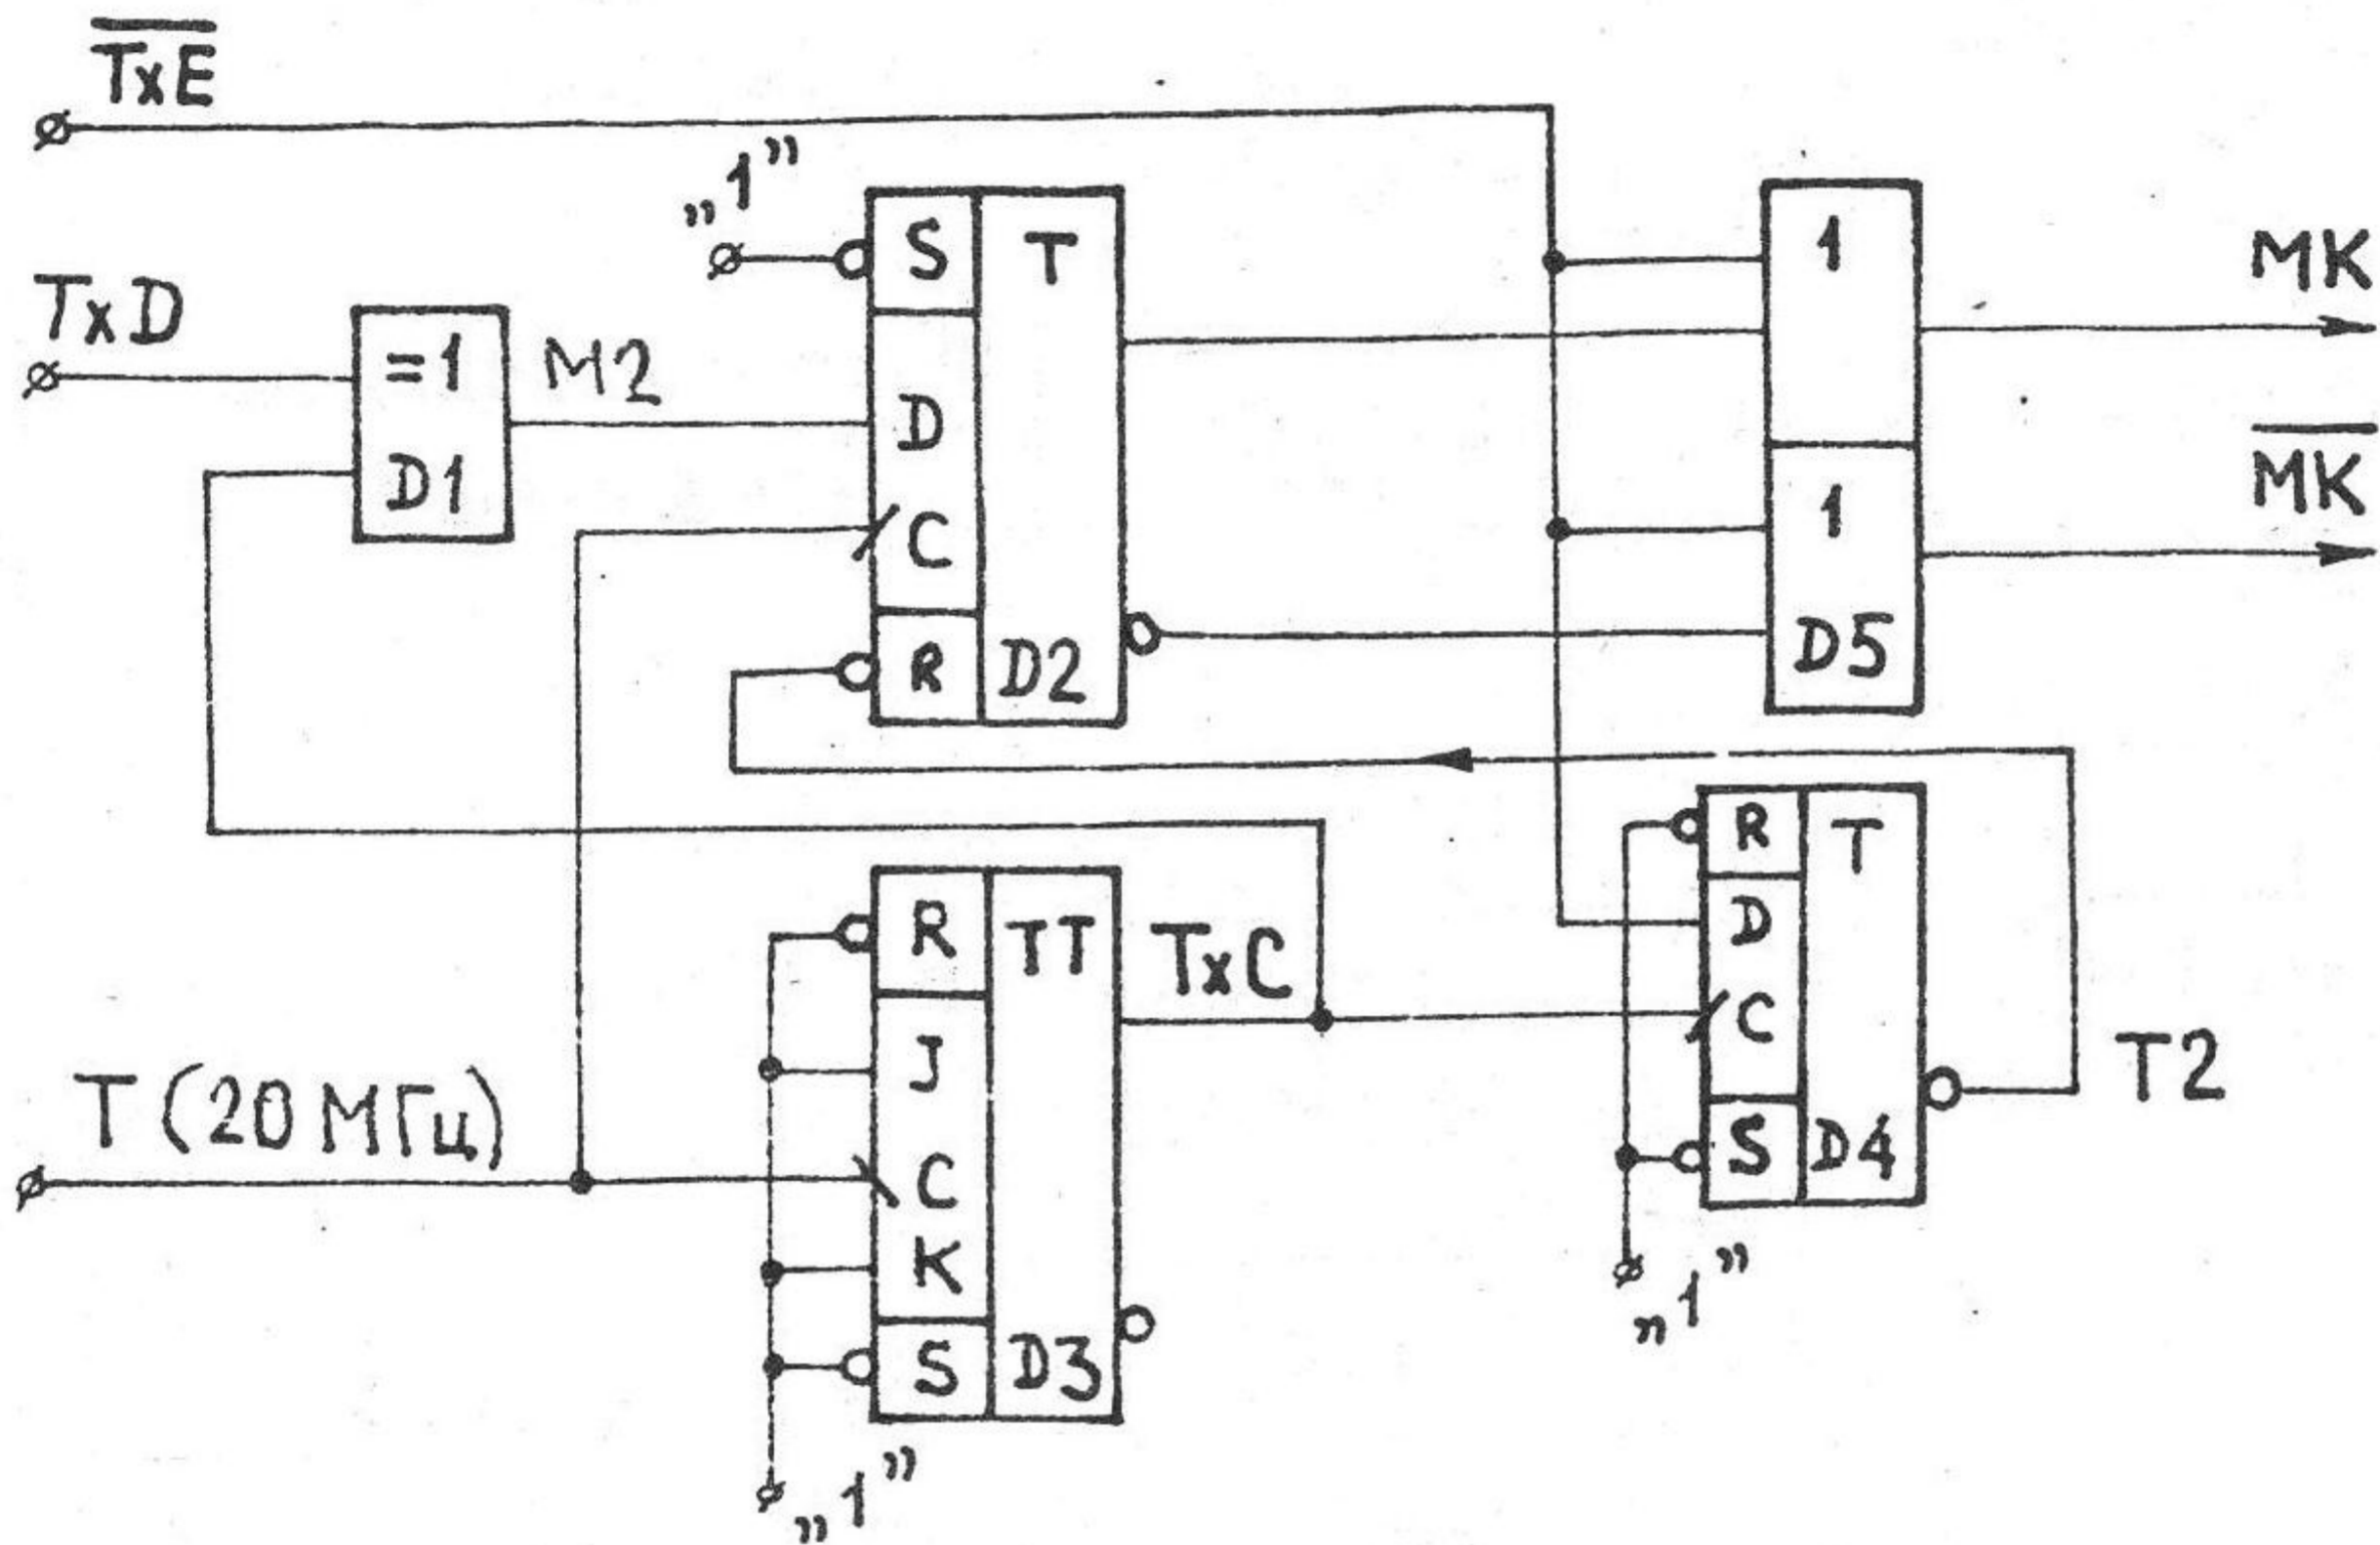 TxE
„1”
S T
TxD
=1
M2
D
D1
C
R D2
1
MK
1
MK
D5
R TT
TxC
J
T (20 МГц)
C
K
S D3
„1”
R T
D
C
T2
S D4
„1”